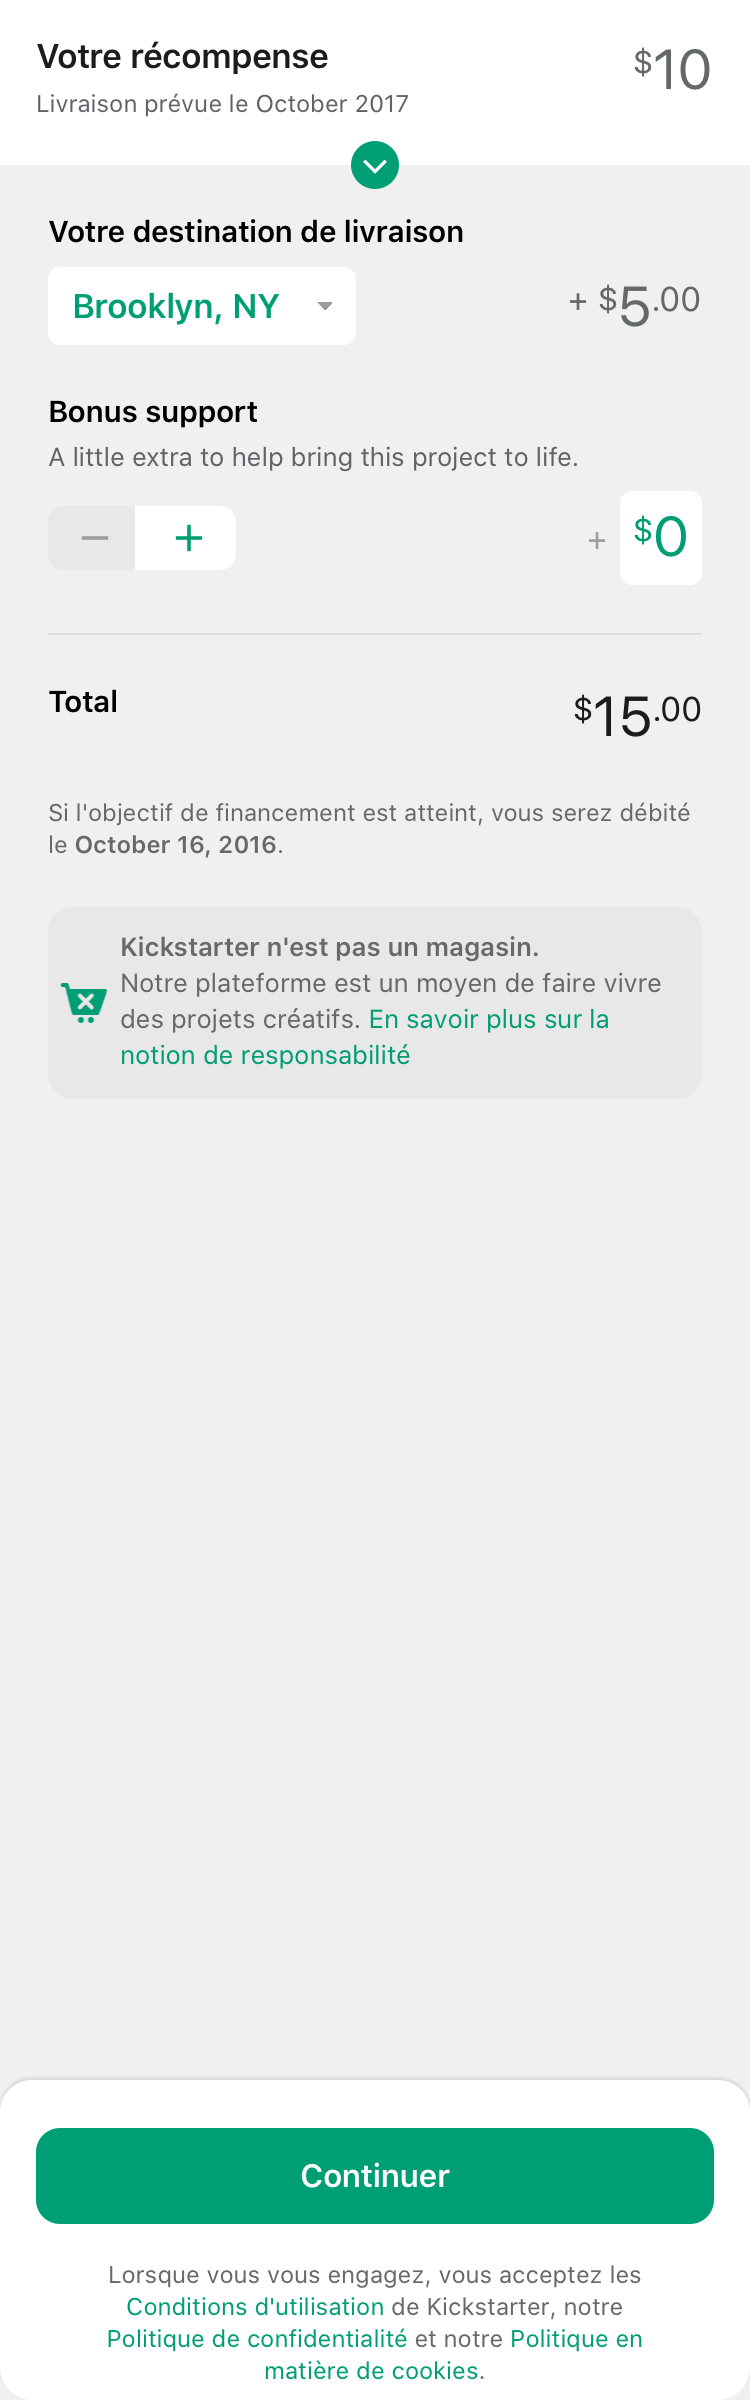 Votre récompense
$10
Livraison prévue le October 2017
Votre destination de livraison
Brooklyn, NY
+ $5.00
Bonus support
A little extra to help bring this project to life.
+ $0
Total
$15.00
Si l'objectif de financement est atteint, vous serez débité
le October 16, 2016.
Kickstarter n'est pas un magasin.
Notre plateforme est un moyen de faire vivre
des projets créatifs. En savoir plus sur la
notion de responsabilité
Continuer
Lorsque vous vous engagez, vous acceptez les
Conditions d'utilisation de Kickstarter, notre
Politique de confidentialité et notre Politique en
matière de cookies.